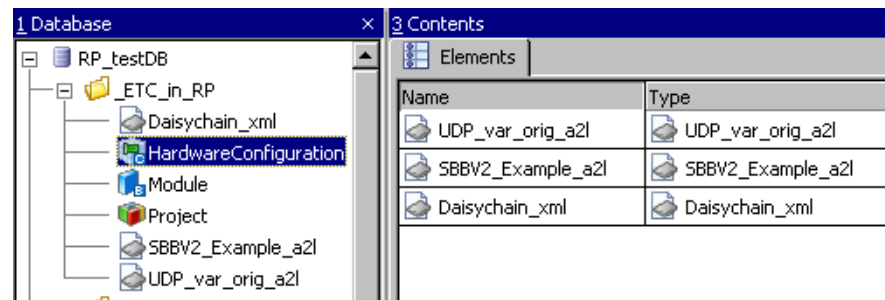 1 Database
RP_testDB
_ETC_in_RP
Daisychain_xml
HardwareConfiguration
Module
Project
SBBV2_Example_a2l
UDP_var_orig_a2l
3 Contents
Elements
Name Type
UDP_var_orig_a2l UDP_var_orig_a2l
SBBV2_Example_a2l SBBV2_Example_a2l
Daisychain_xml Daisychain_xml